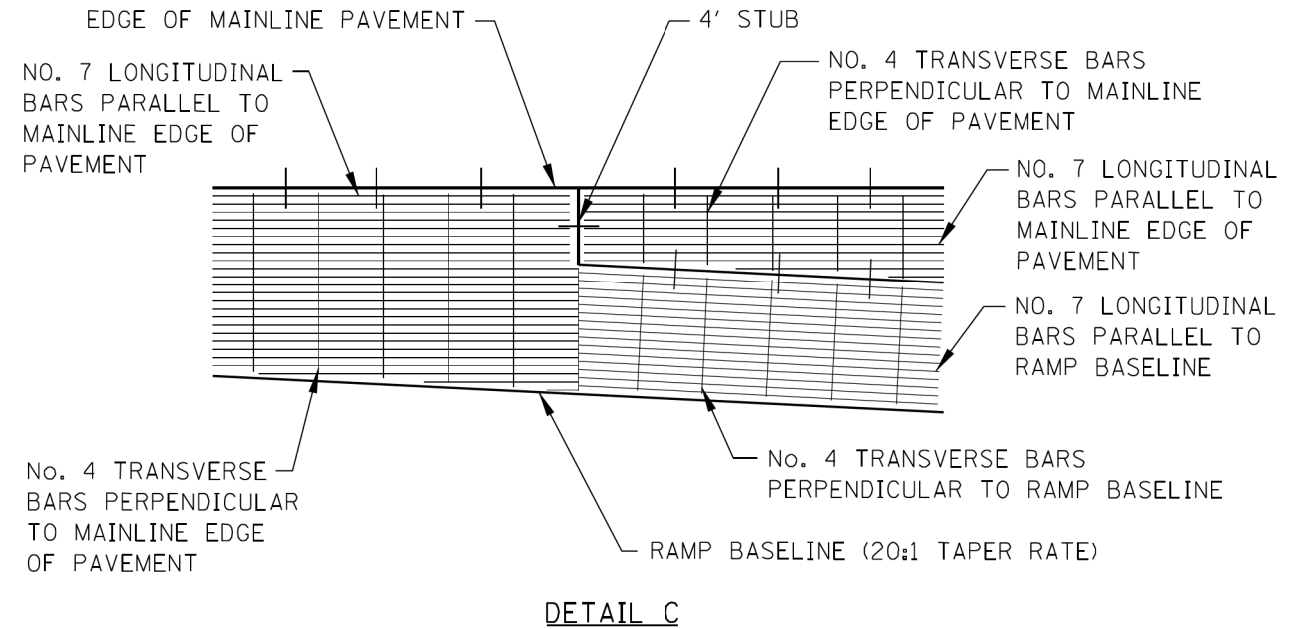 EDGE OF MAINLINE PAVEMENT
4' STUB
NO. 7 LONGITUDINAL
BARS PARALLEL TO
MAINLINE EDGE OF
PAVEMENT
NO. 4 TRANSVERSE BARS
PERPENDICULAR TO MAINLINE
EDGE OF PAVEMENT
NO. 7 LONGITUDINAL
BARS PARALLEL TO
MAINLINE EDGE OF
PAVEMENT
NO. 7 LONGITUDINAL
BARS PARALLEL TO
RAMP BASELINE
No. 4 TRANSVERSE
BARS PERPENDICULAR
TO MAINLINE EDGE
OF PAVEMENT
No. 4 TRANSVERSE BARS
PERPENDICULAR TO RAMP BASELINE
RAMP BASELINE (20:1 TAPER RATE)
DETAIL C